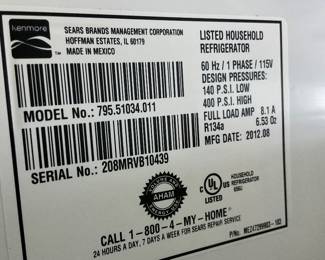 Kenmore
SEARS BRANDS MANAGEMENT CORPORATION
HOFFMAN ESTATES, IL 60179
MADE IN MEXICO
MODEL No.: 795.51034.011
SERIAL No.: 208MRVB10439
LISTED HOUSEHOLD
REFRIGERATOR
60 Hz / 1 PHASE / 115V
DESIGN PRESSURES:
140 P.S.I. LOW
400 P.S.I. HIGH
FULL LOAD AMP 8.1 A
R134a 6.53 Oz
MFG DATE: 2012.08
AHAM
C UL US
LISTED
HOUSEHOLD
REFRIGERATOR
CALL 1-800-4-MY-HOME®
24 HOURS A DAY, 7 DAYS A WEEK FOR SEARS REPAIR SERVICE
P/No.